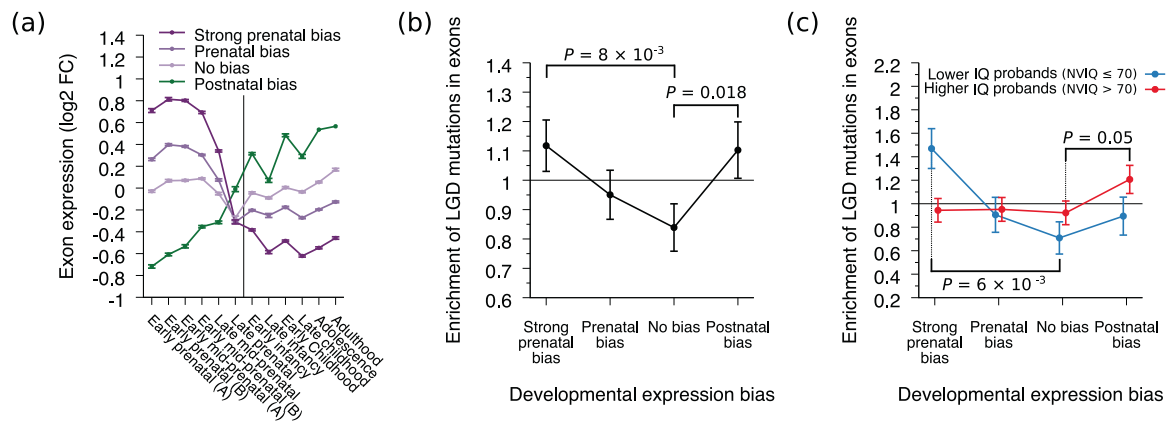 (a)
Exon expression (log2 FC)
1.4
1.2
1
0.8
0.6
0.4
0.2
0
-0.2
-0.4
-0.6
-0.8
-1
Strong prenatal bias
Prenatal bias
No bias
Postnatal bias
Early prenatal (A)
Early prenatal (B)
Early mid-prenatal (A)
Early mid-prenatal (B)
Late mid-prenatal
Late prenatal
Early infancy
Late infancy
Early Childhood
Late childhood
Adolescence
Adulthood
(b)
Enrichment of LGD mutations in exons
1.4
1.3
1.2
1.1
1
0.9
0.8
0.7
0.6
P = 8 × 10-3
P = 0.018
Strong
prenatal
bias
Prenatal
bias
No bias
Postnatal
bias
Developmental expression bias
(c)
Enrichment of LGD mutations in exons
2.2
2
1.8
1.6
1.4
1.2
1
0.8
0.6
0.4
0.2
Lower IQ probands (NVIQ ≤ 70)
Higher IQ probands (NVIQ > 70)
P = 0.05
P = 6 × 10-3
Strong
prenatal
bias
Prenatal
bias
No bias
Postnatal
bias
Developmental expression bias